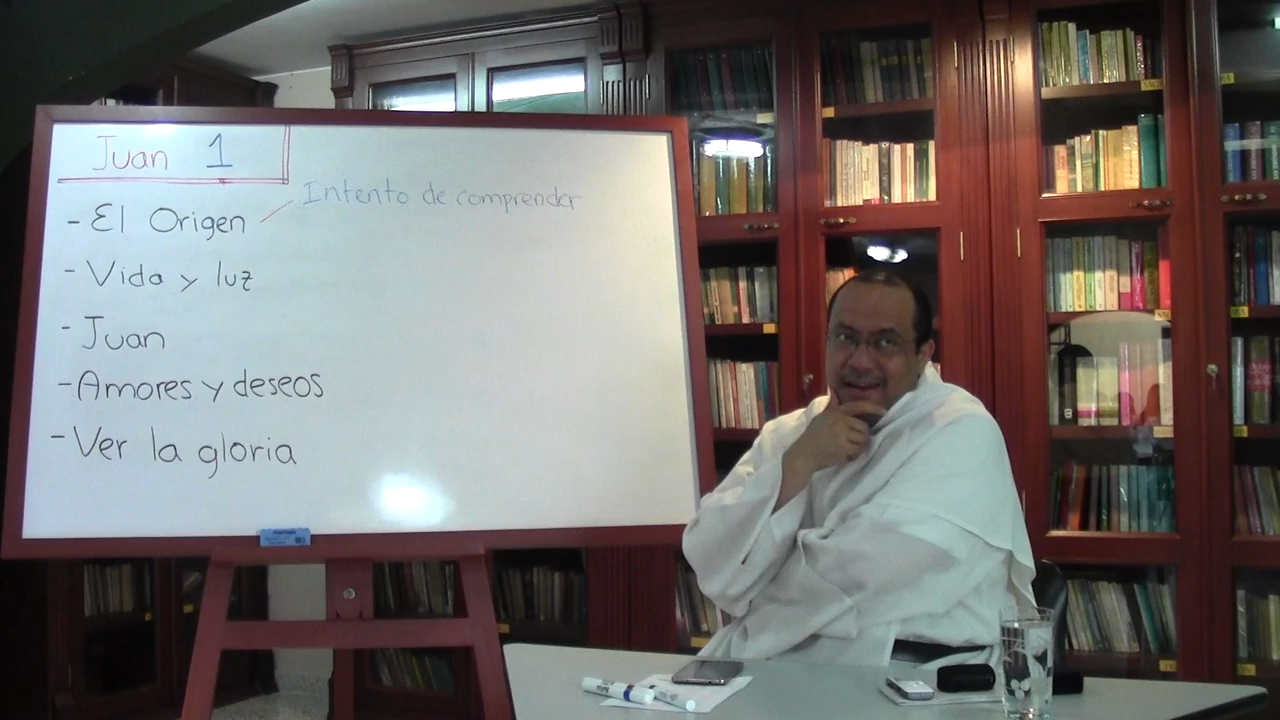 Juan 1
Intento de comprender
- El Origen
- Vida y luz
- Juan
- Amores y deseos
- Ver la gloria